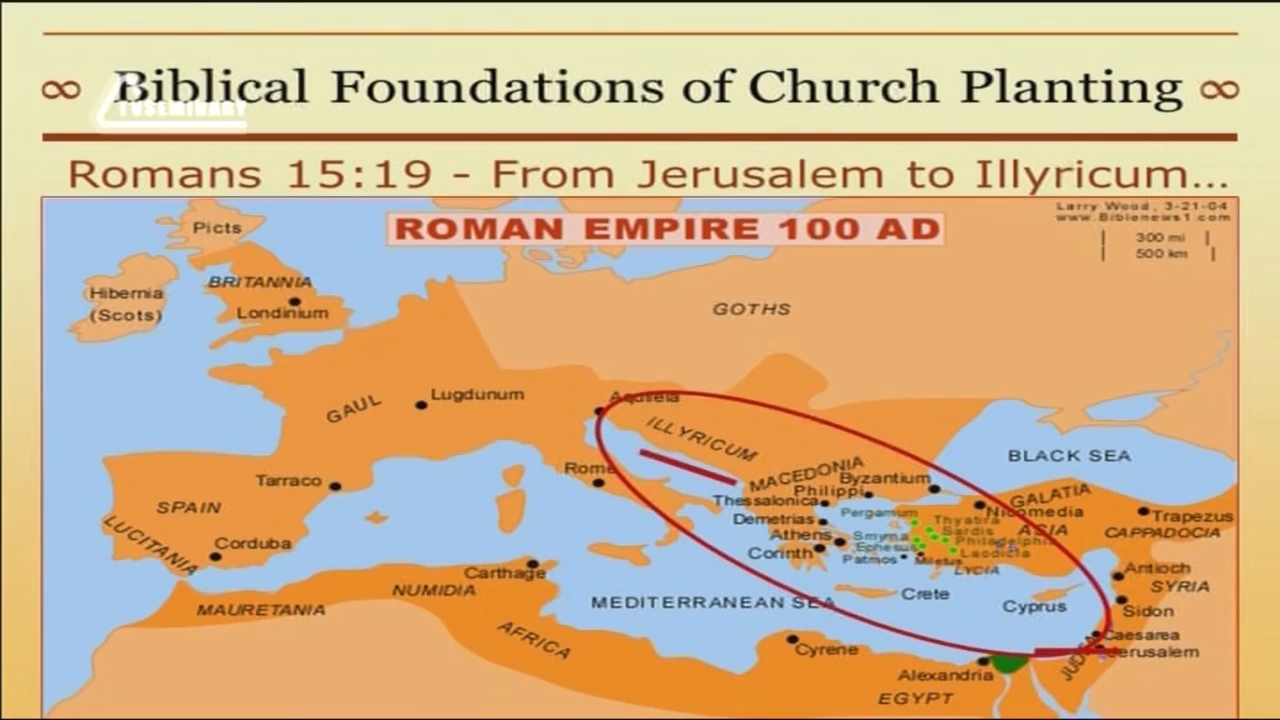 ∞ Biblical Foundations of Church Planting ∞
TVSEMINARY
Romans 15:19 - From Jerusalem to Illyricum...
Larry Wood, 3-21-04
www.Biblenews1.com
ROMAN EMPIRE 100 AD
300 mi
500 km
Picts
BRITANNIA
Hibernia
(Scots)
Londinium
GOTHS
Lugdunum
GAUL
Aquileia
ILLYRICUM
BLACK SEA
Rome
MACEDONIA
Byzantium
Tarraco
Philippi
Thessalonica
GALATIA
Nicomedia
SPAIN
Pergamum
Thyatira
Trapezus
Demetrias
Sardis
ASIA
CAPPADOCIA
LUCITANIA
Athens
Smyrna
Philadelphia
Corduba
Corinth
Ephesus
Laodicia
Patmos
Miletus
LYCIA
Carthage
Antioch
SYRIA
NUMIDIA
MAURETANIA
MEDITERRANEAN SEA
Crete
Cyprus
Sidon
AFRICA
Cyrene
Caesarea
Jerusalem
JUDEA
Alexandria
EGYPT